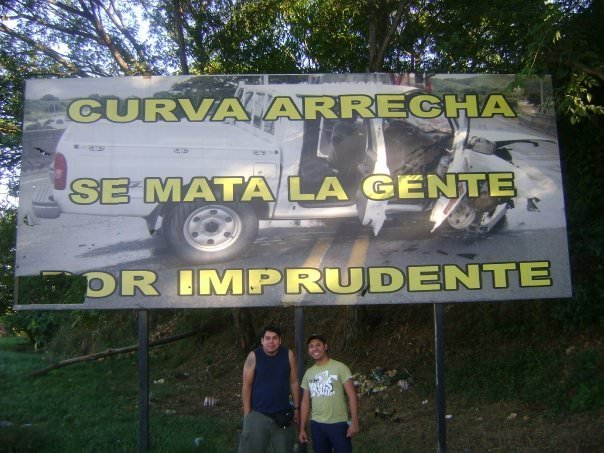 CURVA ARRECHA
SE MATA LA GENTE
POR IMPRUDENTE